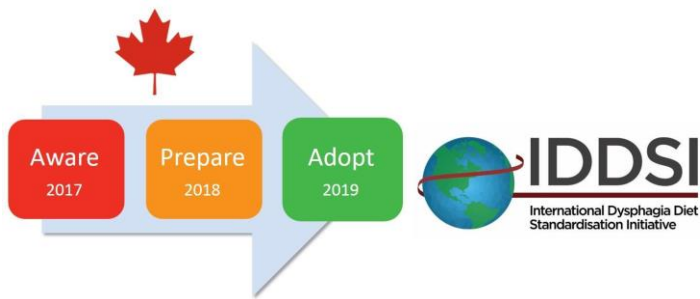 Aware
2017
Prepare
2018
Adopt
2019
IDDSI
International Dysphagia Diet
Standardisation Initiative